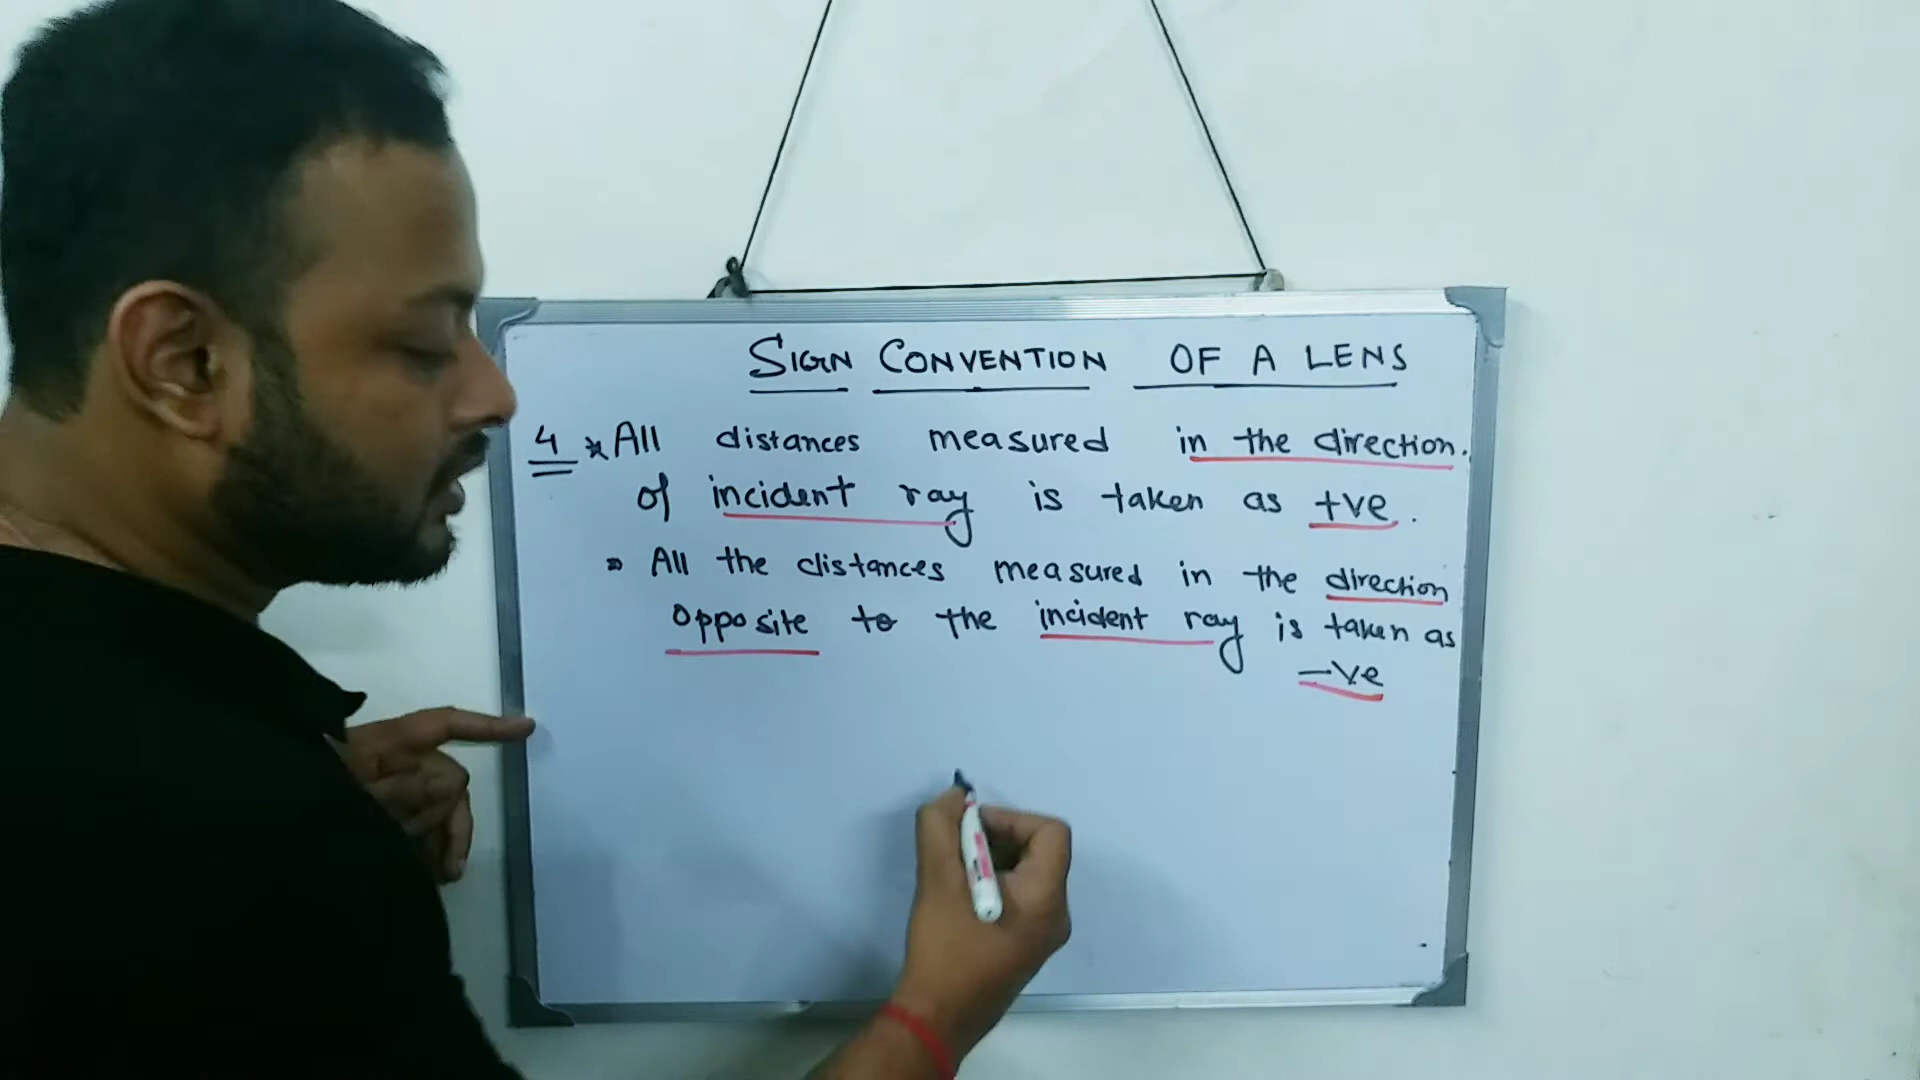 SIGN CONVENTION OF A LENS
4 * All distances measured in the direction.
of incident ray is taken as +ve.
* All the distances measured in the direction
opposite to the incident ray is taken as
-ve